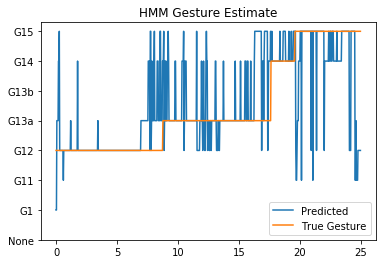 HMM Gesture Estimate
G15
G14
G13b
G13a
G12
G11
G1
None
0
5
10
15
20
25
Predicted
True Gesture